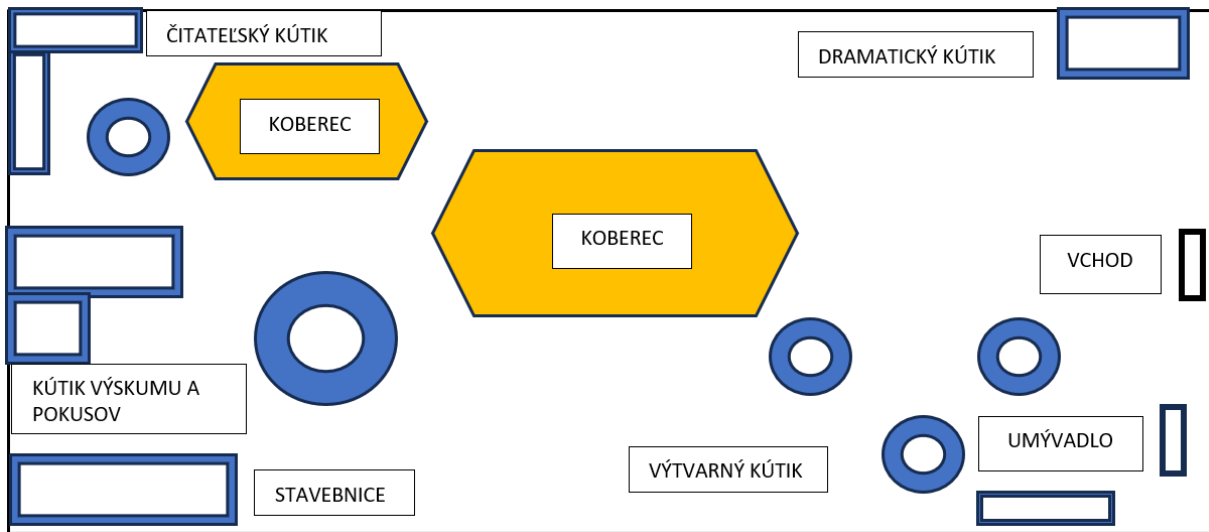 ČITATEĽSKÝ KÚTIK
DRAMATICKÝ KÚTIK
KOBEREC
KOBEREC
VCHOD
KÚTIK VÝSKUMU A
POKUSOV
UMÝVADLO
VÝTVARNÝ KÚTIK
STAVEBNICE